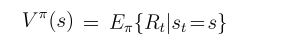 V^π(s) = E_π{R_t|s_t=s}